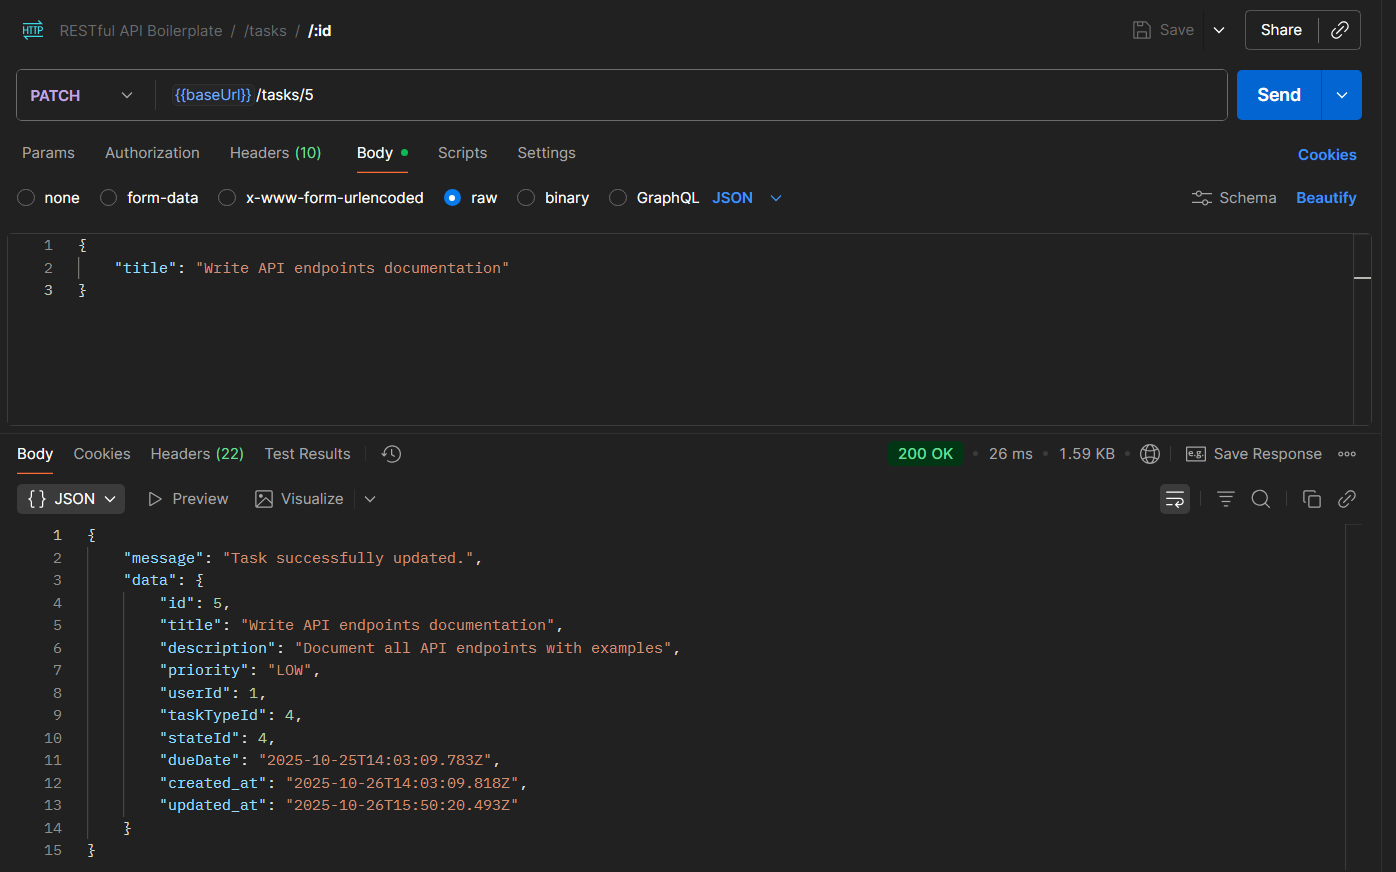 HTTP RESTful API Boilerplate / /tasks / /:id Save Share
PATCH {{baseUrl}} /tasks/5 Send
Params Authorization Headers (10) Body Scripts Settings Cookies
none form-data x-www-form-urlencoded raw binary GraphQL JSON Schema Beautify
1 {
2 "title": "Write API endpoints documentation"
3 }
Body Cookies Headers (22) Test Results 200 OK 26 ms 1.59 KB e.g. Save Response
{} JSON Preview Visualize
1 {
2 "message": "Task successfully updated.",
3 "data": {
4 "id": 5,
5 "title": "Write API endpoints documentation",
6 "description": "Document all API endpoints with examples",
7 "priority": "LOW",
8 "userId": 1,
9 "taskTypeId": 4,
10 "stateId": 4,
11 "dueDate": "2025-10-25T14:03:09.783Z",
12 "created_at": "2025-10-26T14:03:09.818Z",
13 "updated_at": "2025-10-26T15:50:20.493Z"
14 }
15 }